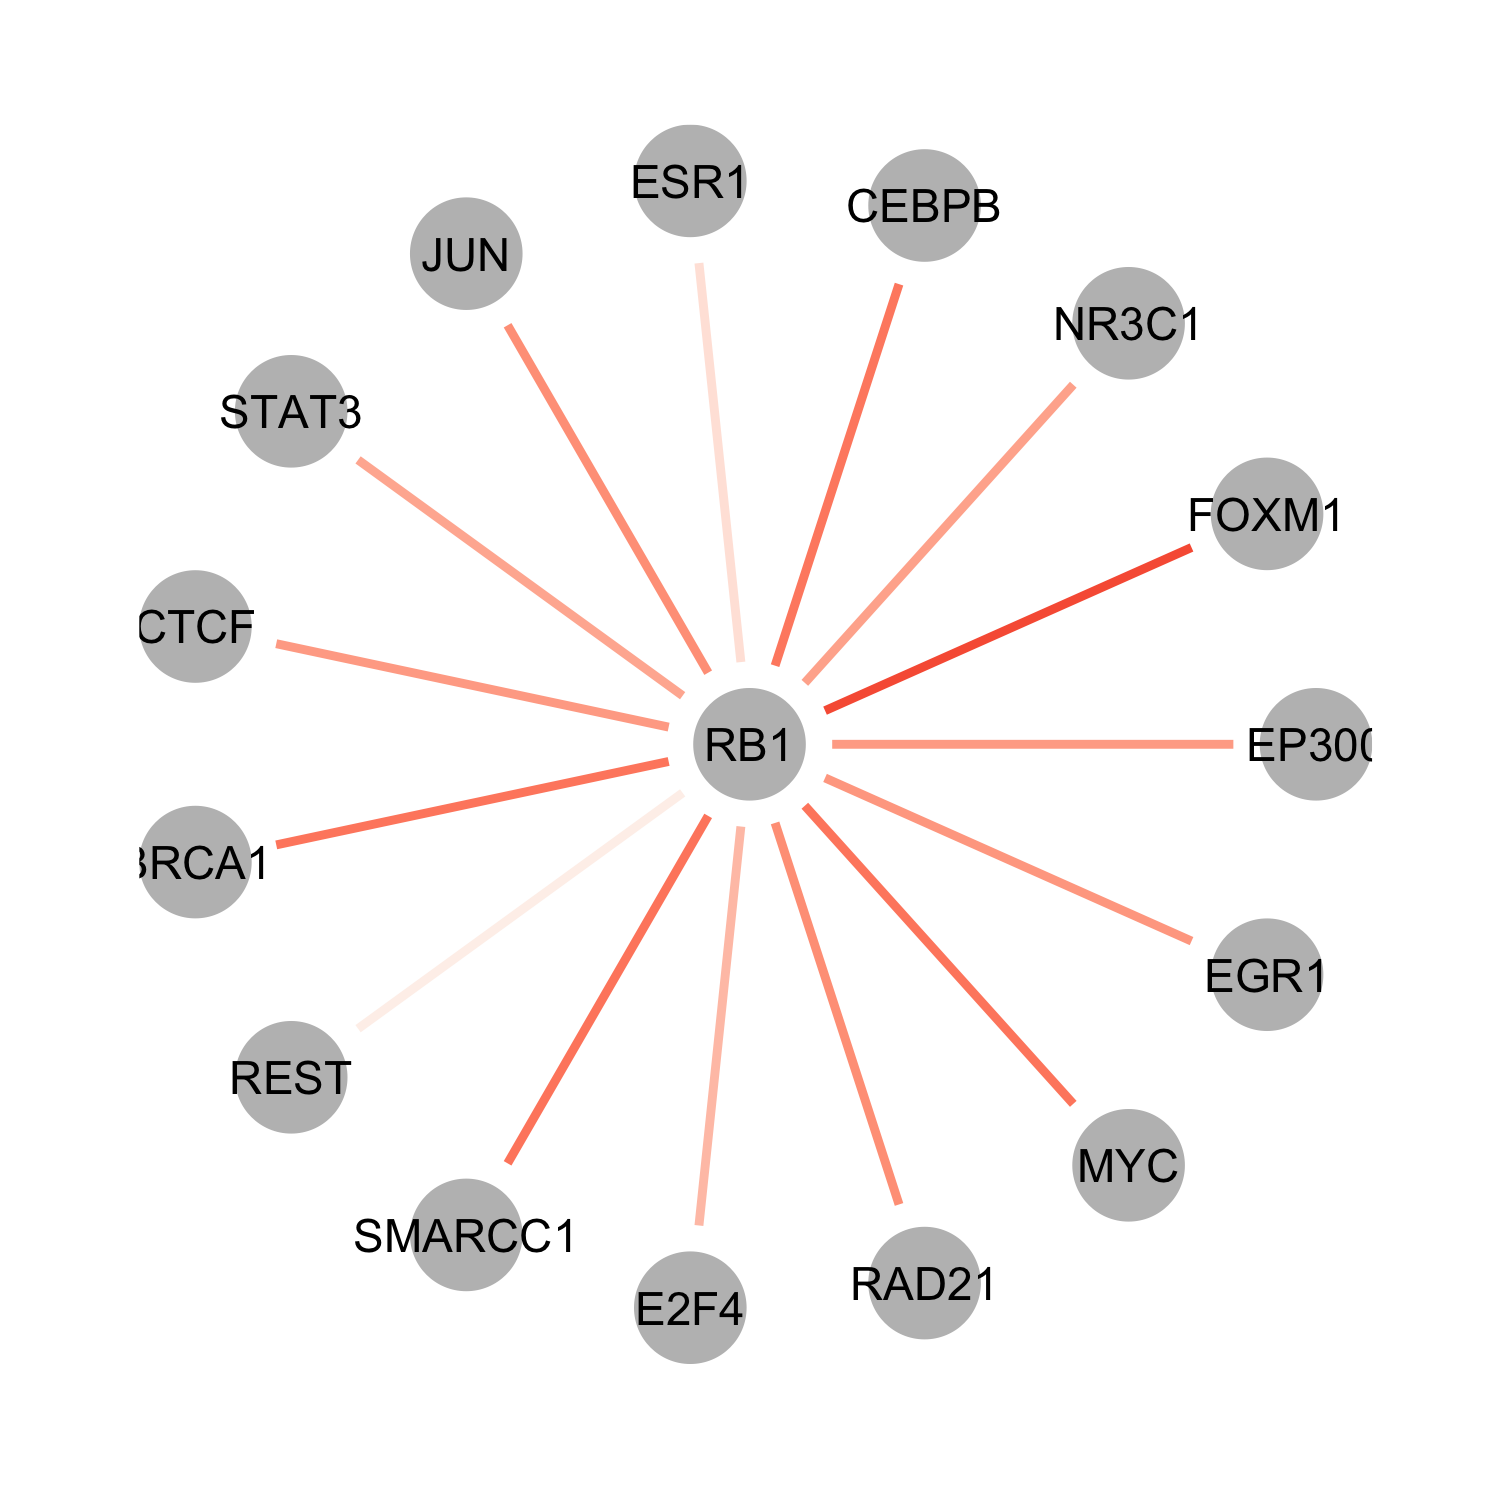 ESR1
CEBPB
JUN
NR3C1
STAT3
FOXM1
CTCF
RB1
EP300
BRCA1
EGR1
REST
MYC
SMARCC1
RAD21
E2F4